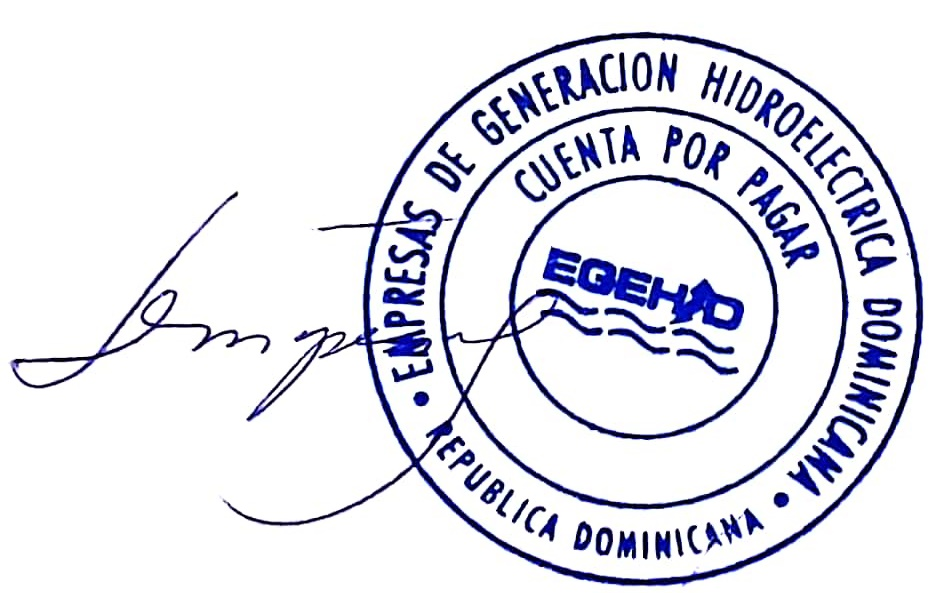 EMPRESAS DE GENERACION HIDROELECTRICA DOMINICANA
CUENTA POR PAGAR
EGEHID
• REPUBLICA DOMINICANA •